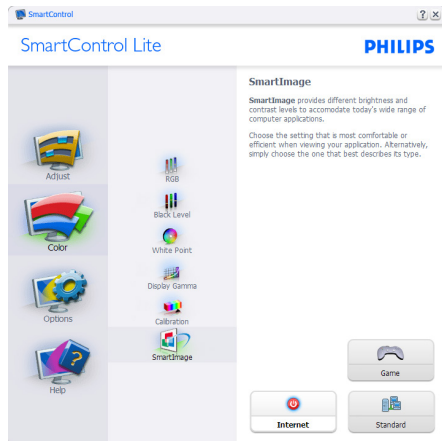 SmartControl
SmartControl Lite
PHILIPS
Adjust
Color
Options
Help
RGB
Black Level
White Point
Display Gamma
Calibration
SmartImage
SmartImage
SmartImage provides different brightness and
contrast levels to accomodate today's wide range of
computer applications.
Choose the setting that is most comfortable or
efficient when viewing your application. Alternatively,
simply choose the one that best describes its type.
Game
Internet
Standard